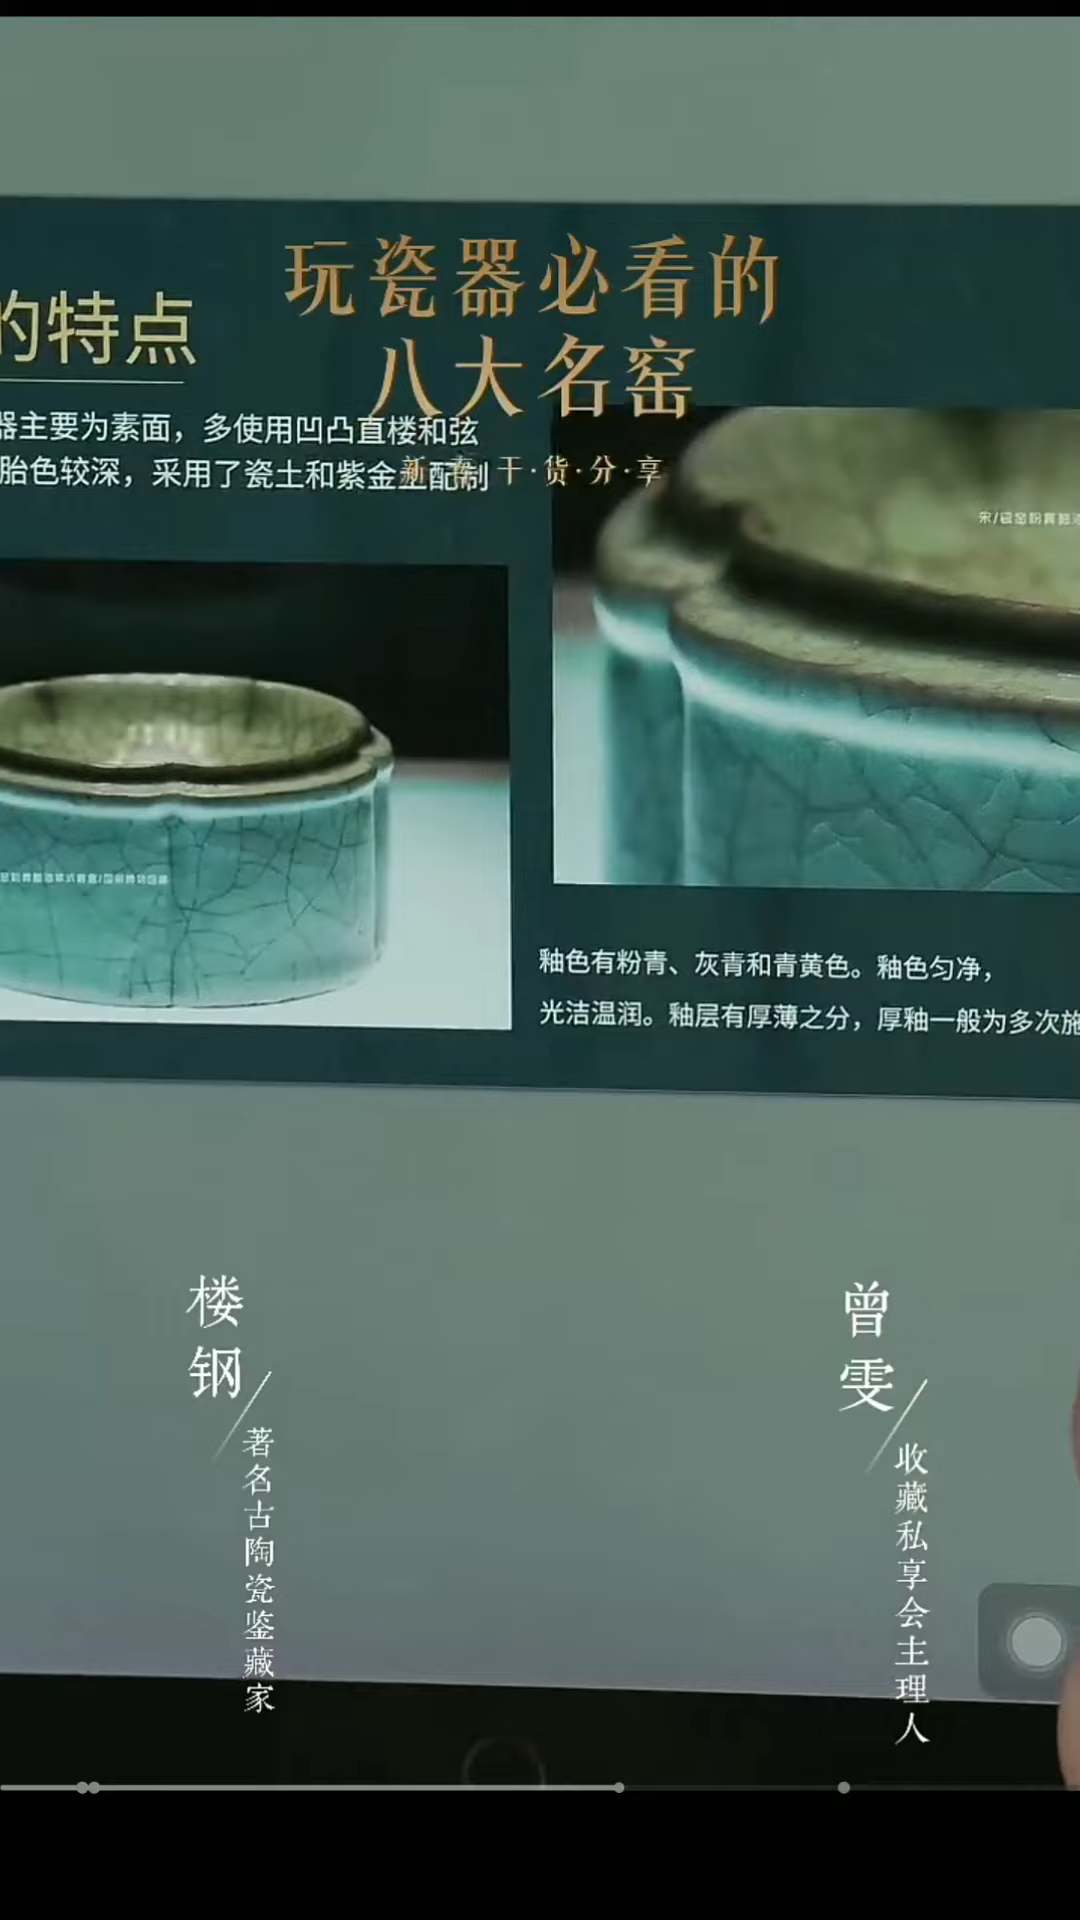 玩瓷器必看的
八大名窑
新·春·干·货·分·享
的特点
器主要为素面，多使用凹凸直楼和弦
胎色较深，采用了瓷土和紫金土配制
釉色有粉青、灰青和青黄色。釉色匀净，
光洁温润。釉层有厚薄之分，厚釉一般为多次施
楼钢
著名古陶瓷鉴藏家
曾雯
收藏私享会主理人